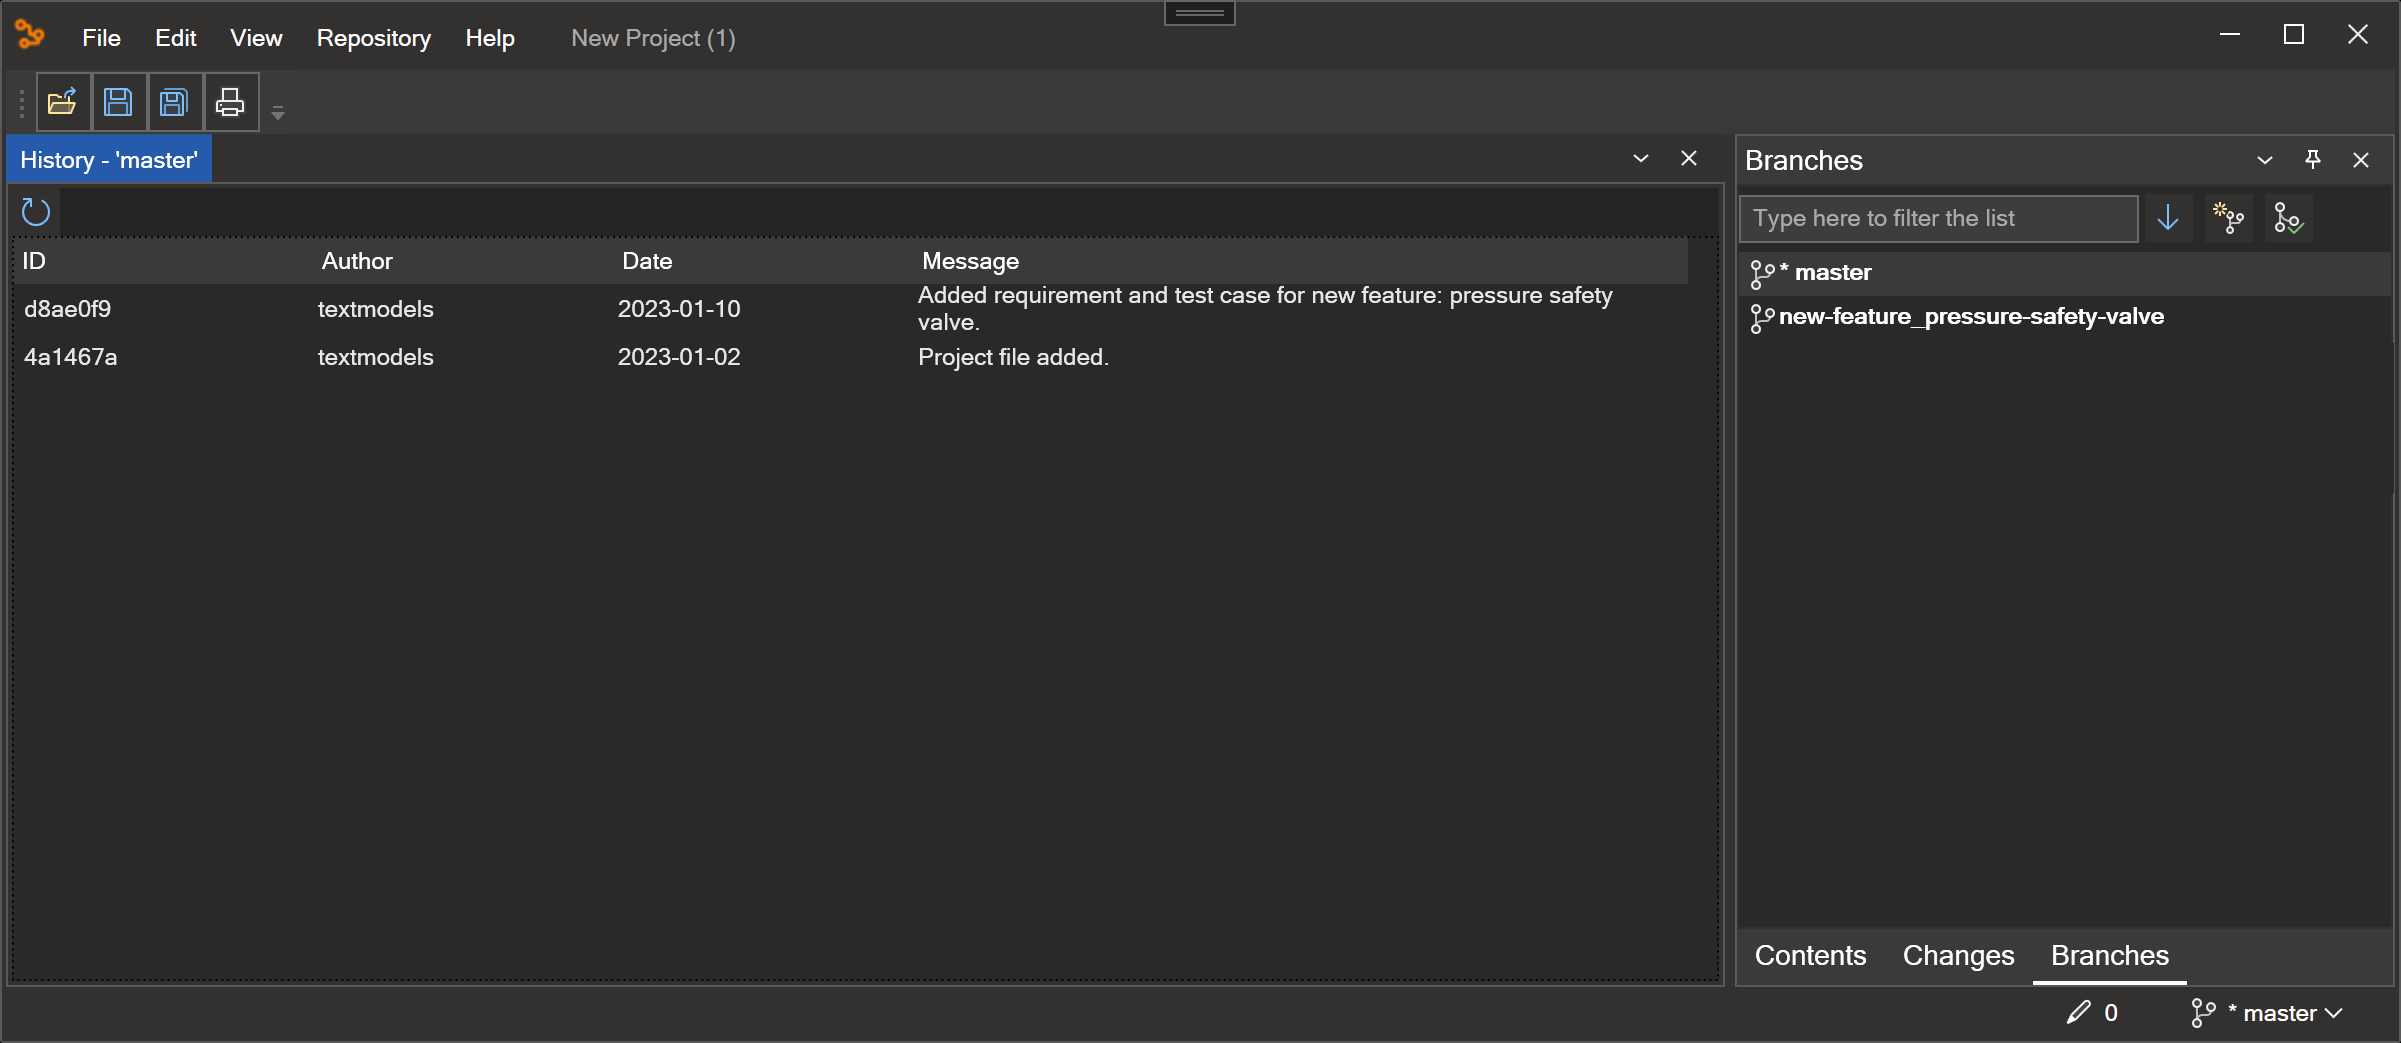 File Edit View Repository Help New Project (1)
History - 'master'
ID Author Date Message
d8ae0f9 textmodels 2023-01-10 Added requirement and test case for new feature: pressure safety
valve.
4a1467a textmodels 2023-01-02 Project file added.
Branches
Type here to filter the list
* master
new-feature_pressure-safety-valve
Contents Changes Branches
0 * master